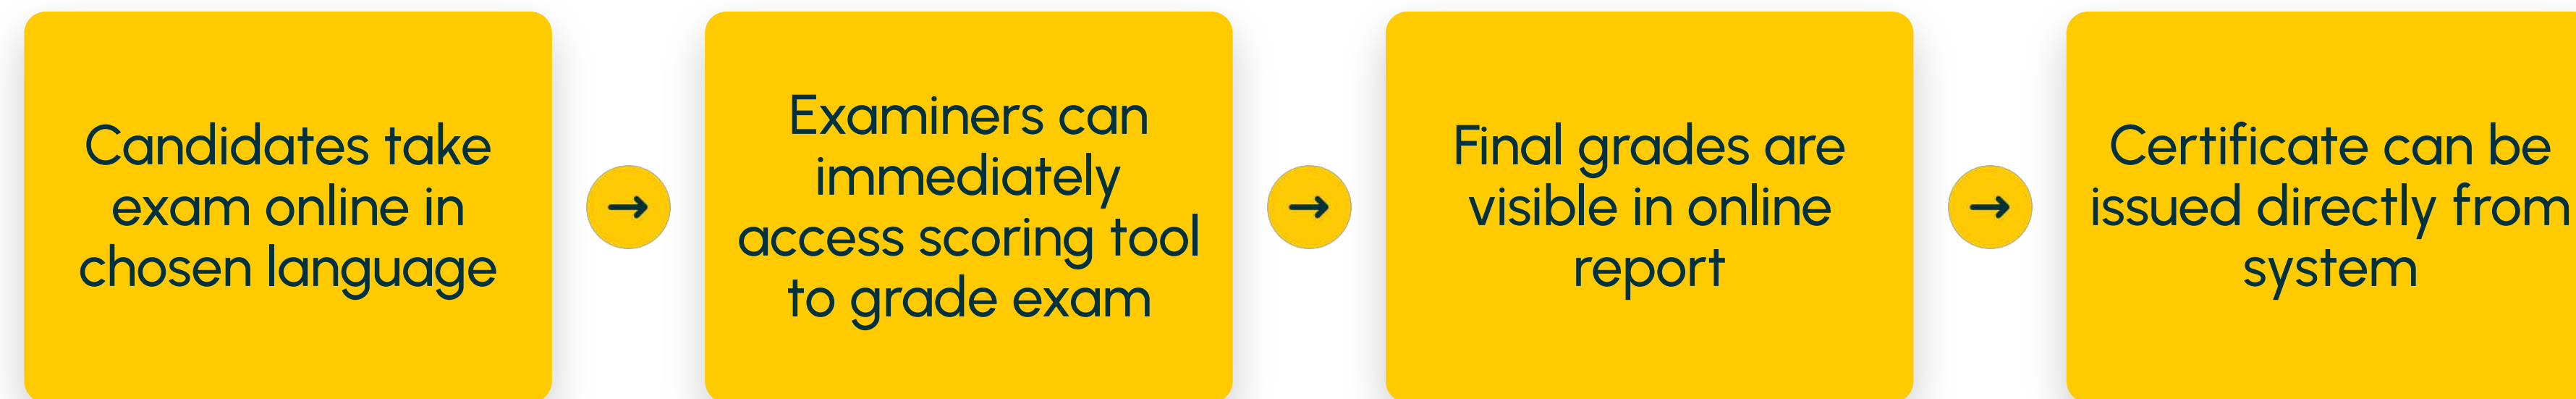 Candidates take
exam online in
chosen language
→
Examiners can
immediately
access scoring tool
to grade exam
→
Final grades are
visible in online
report
→
Certificate can be
issued directly from
system